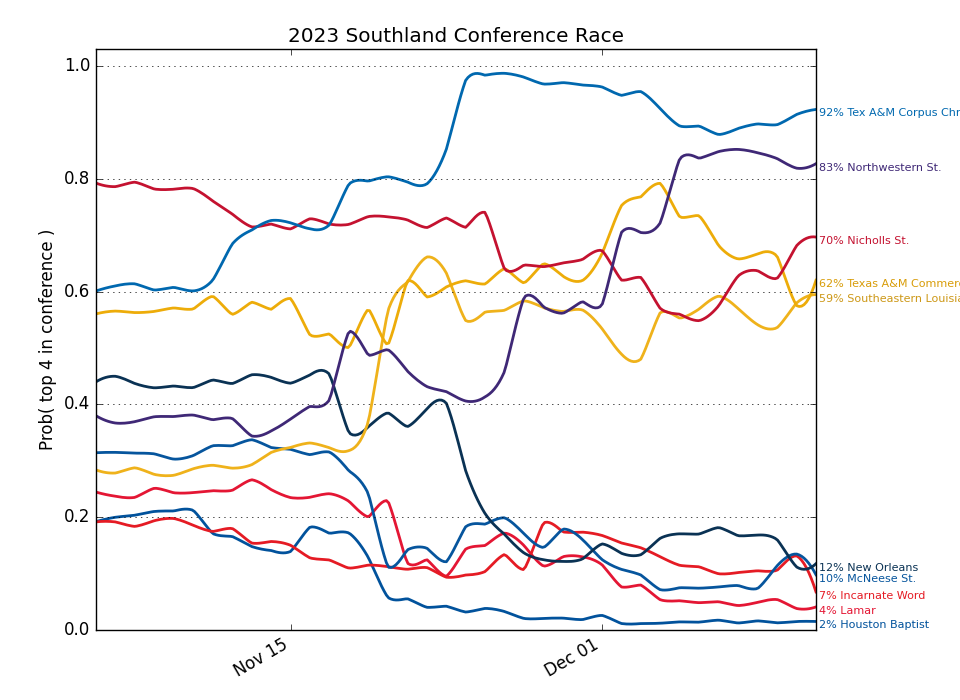 2023 Southland Conference Race
Prob( top 4 in conference )
1.0
0.8
0.6
0.4
0.2
0.0
Nov 15
Dec 01
92% Tex A&M Corpus Chr
83% Northwestern St.
70% Nicholls St.
62% Texas A&M Commerc
59% Southeastern Louisia
12% New Orleans
10% McNeese St.
7% Incarnate Word
4% Lamar
2% Houston Baptist